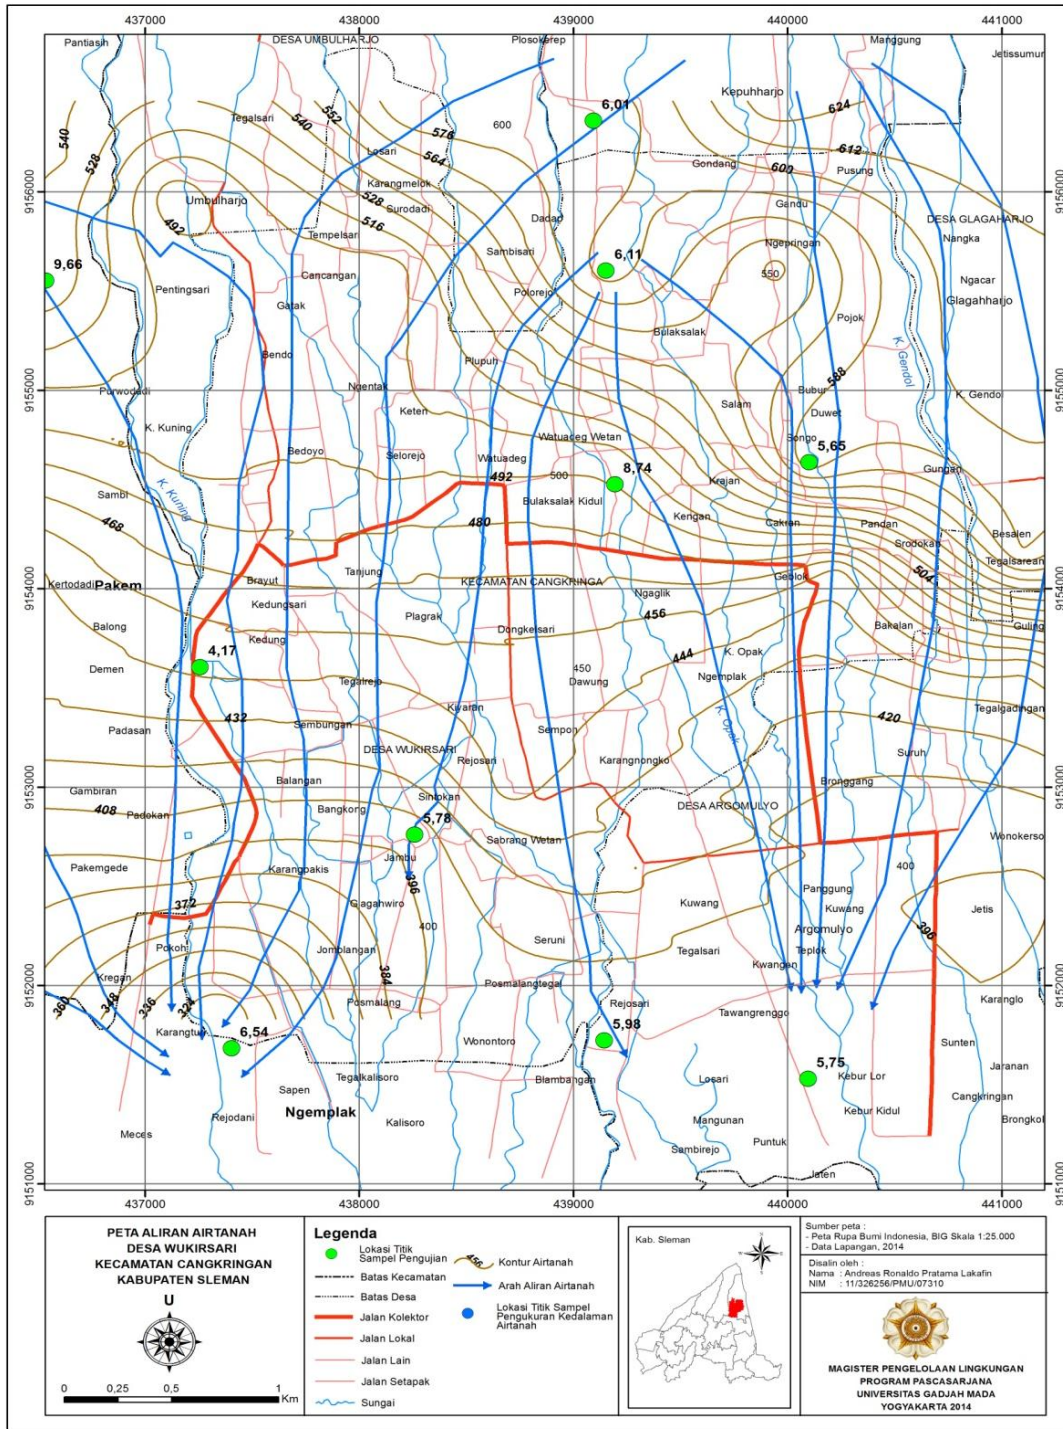 437000 438000 439000 440000 441000
Pantiasih
DESA UMBULHARJO
Plosokerep
Manggung
Jetissumur
Kepuhharjo
624
6,01
600
552
540
576
Tegalsari
540
528
Losari
564
612
Gondang
600
Pusung
9156000
Karangmelok
528
Surodadi
516
Umbulharjo
492
Gandu
Dadap
DESA GLAGAHARJO
Nangka
Tempelsari
Sambisari
Ngepringan
6,11
550
9,66
Cancangan
Pentingsari
Polorejo
Ngacar
Glagahharjo
Gatak
Pojok
Bulaksalak
K. Gendol
Bendo
Plupuh
588
9155000
Purwodadi
Ngentak
Bubur
K. Gendol
Keten
Salam
Duwet
K. Kuning
Watuadeg Wetan
Songo
5,65
Bedoyo
Selorejo
Watuadeg
8,74
Gungan
492
500
Krajan
Sambi
K. Kuning
Bulaksalak Kidul
468
480
Kengan
Cakran
Pandan
Besalen
Srodokan
Tegalsarean
Tanjung
504
Kertodadi
Pakem
Brayut
KECAMATAN CANGKRINGA
Geblok
9154000
Kedungsari
Ngaglik
Plagrak
456
Balong
Kedung
Dongkelsari
Bakalan
Guling
4,17
444
K. Opak
Demen
450
Dawung
Ngemplak
Tegalrejo
Kiyaran
K. Opak
432
420
Tegalgadingan
Padasan
Sembungan
Sempon
DESA WUKIRSARI
Rejosari
Karangnongko
Suruh
Gambiran
Balangan
Bronggang
9153000
Sintokan
408
Padokan
Bangkong
5,78
DESA ARGOMULYO
Sabrang Wetan
Wonokerso
Jambu
Pakemgede
Karangpakis
396
400
372
Glagahwiro
Panggung
Kuwang
Kuwang
Jetis
400
Argomulyo
396
Pokoh
Jomblangan
Seruni
Tegalsari
Teplok
Kregan
384
Kwangen
Posmalangtegal
9152000
360
348
336
324
Posmalang
Rejosari
Karanglo
Tawangrenggo
Karangturi
6,54
Wonontoro
5,98
Sunten
5,75
Jaranan
Tegalkalisoro
Blambangan
Losari
Kebur Lor
Sapen
Cangkringan
Ngemplak
Rejodani
Kalisoro
Mangunan
Kebur Kidul
Brongkol
Meces
Puntuk
Sambirejo
Jaten
9151000
437000 438000 439000 440000 441000
PETA ALIRAN AIRTANAH
DESA WUKIRSARI
KECAMATAN CANGKRINGAN
KABUPATEN SLEMAN
U
0 0,25 0,5 1
Km
Legenda
Lokasi Titik
Sampel Pengujian
Batas Kecamatan
Batas Desa
Jalan Kolektor
Jalan Lokal
Jalan Lain
Jalan Setapak
Sungai
456 Kontur Airtanah
Arah Aliran Airtanah
Lokasi Titik Sampel
Pengukuran Kedalaman
Airtanah
Kab. Sleman
Sumber peta :
- Peta Rupa Bumi Indonesia, BIG Skala 1:25.000
- Data Lapangan, 2014
Disalin oleh :
Nama : Andreas Ronaldo Pratama Lakafin
NIM : 11/326256/PMU/07310
MAGISTER PENGELOLAAN LINGKUNGAN
PROGRAM PASCASARJANA
UNIVERSITAS GADJAH MADA
YOGYAKARTA 2014